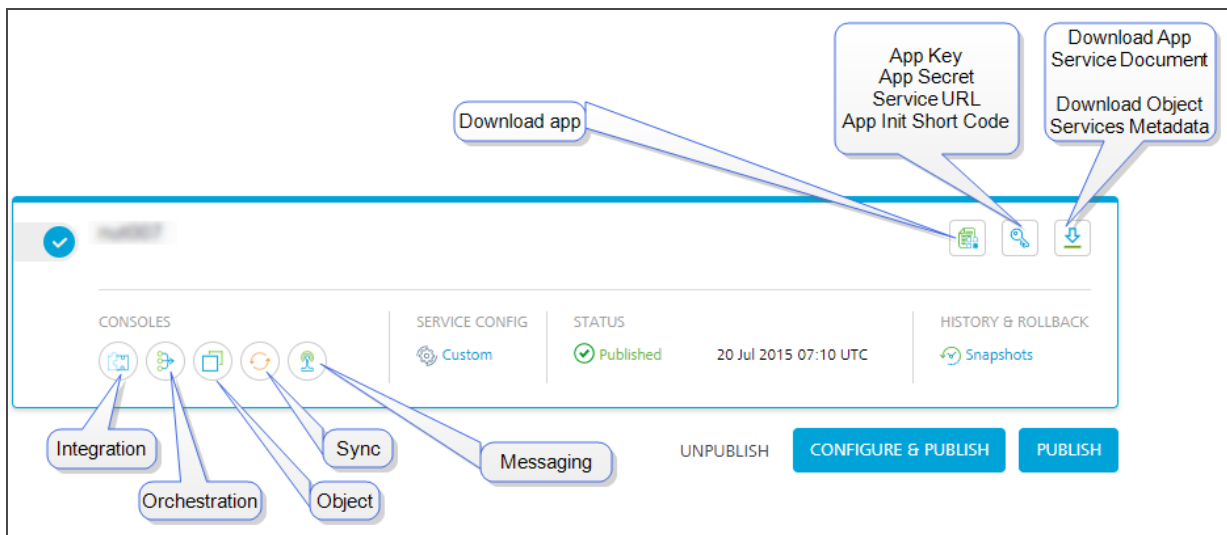 App Key
App Secret
Service URL
App Init Short Code
Download App
Service Document
Download Object
Services Metadata
Download app
CONSOLES
SERVICE CONFIG
STATUS
HISTORY & ROLLBACK
Custom
Published
20 Jul 2015 07:10 UTC
Snapshots
Integration
Orchestration
Object
Sync
Messaging
UNPUBLISH
CONFIGURE & PUBLISH
PUBLISH